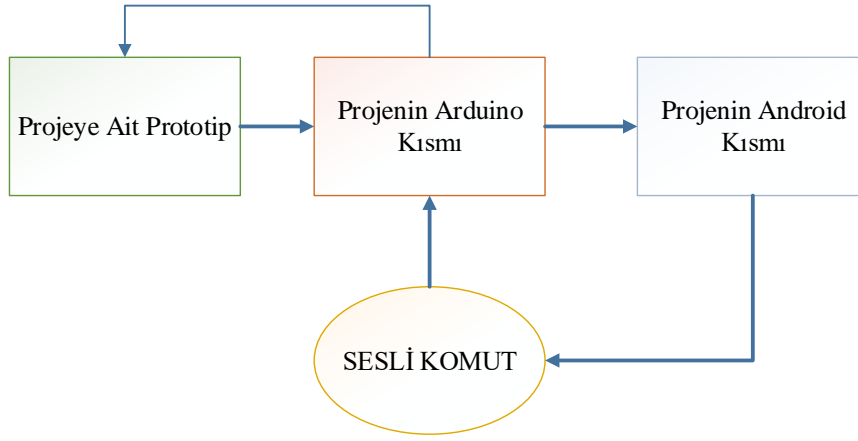 Projeye Ait Prototip
Projenin Arduino
Kısmı
Projenin Android
Kısmı
SESLİ KOMUT